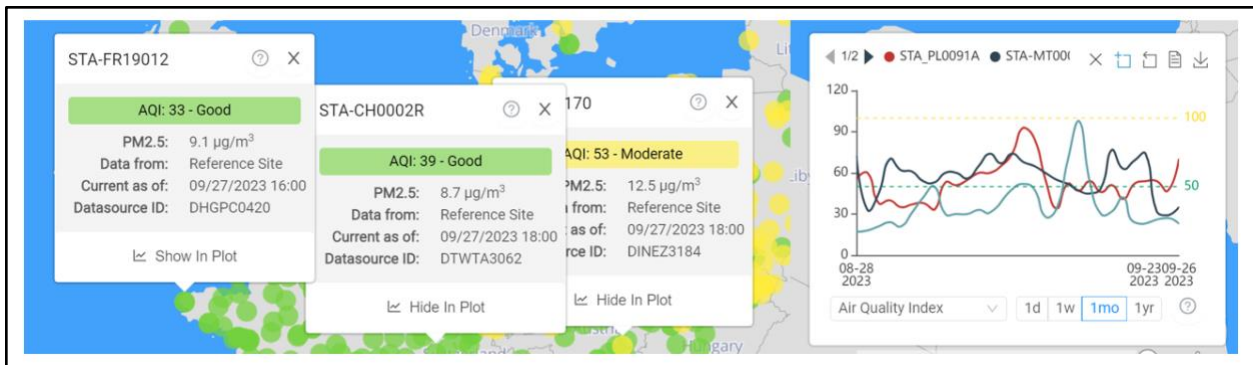 Denmark
STA-FR19012
AQI: 33 - Good
PM2.5: 9.1 µg/m³
Data from: Reference Site
Current as of: 09/27/2023 16:00
Datasource ID: DHGPC0420
Show In Plot
STA-CH0002R
AQI: 39 - Good
PM2.5: 8.7 µg/m³
Data from: Reference Site
Current as of: 09/27/2023 18:00
Datasource ID: DTWTA3062
Hide In Plot
170
AQI: 53 - Moderate
PM2.5: 12.5 µg/m³
from: Reference Site
as of: 09/27/2023 18:00
rce ID: DINEZ3184
Hide In Plot
Hungary
1/2 STA_PL0091A STA-MT00
120
90
60
30
0
100
50
08-28 2023
09-23 2023
09-26 2023
Air Quality Index
1d 1w 1mo 1yr